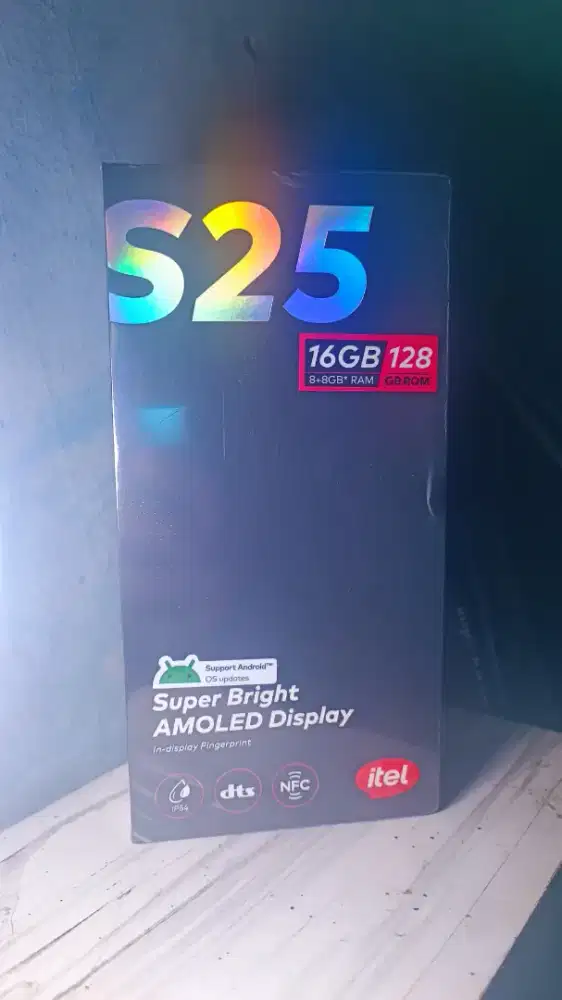 S25
16GB 128
8+8GB* RAM GB ROM
Support Android™
OS updates
Super Bright
AMOLED Display
In-display Fingerprint
IP64
dts
NFC
itel